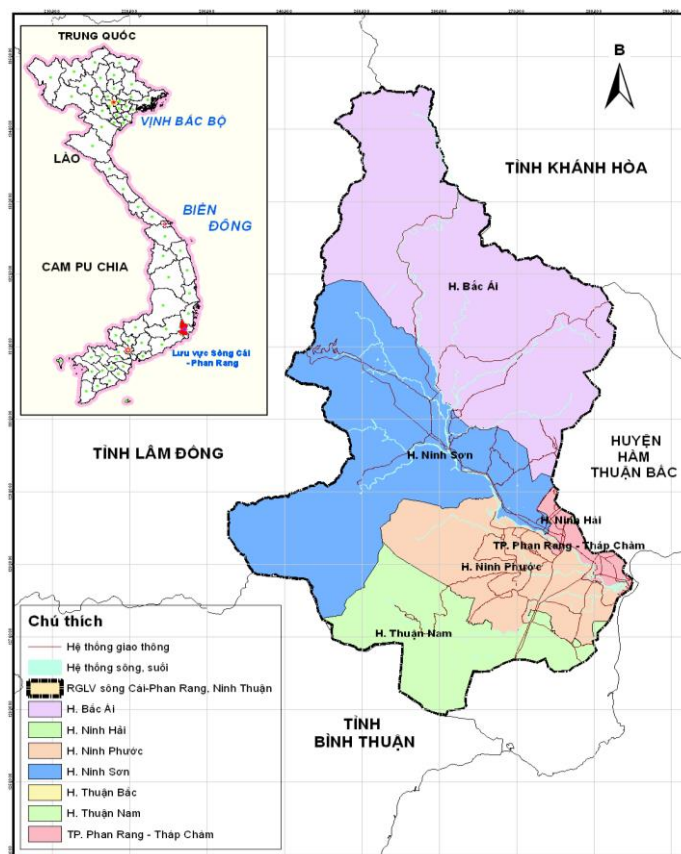 TRUNG QUỐC
VỊNH BẮC BỘ
LÀO
BIỂN
ĐÔNG
CAM PU CHIA
Lưu vực Sông Cái
- Phan Rang
B
TỈNH KHÁNH HÒA
H. Bắc Ái
TỈNH LÂM ĐỒNG
H. Ninh Sơn
HUYỆN
HÀM
THUẬN BẮC
H. Ninh Hải
TP. Phan Rang - Tháp Chàm
H. Ninh Phước
H. Thuận Nam
TỈNH
BÌNH THUẬN
Chú thích
Hệ thống giao thông
Hệ thống sông, suối
RGLV sông Cái-Phan Rang, Ninh Thuận
H. Bắc Ái
H. Ninh Hải
H. Ninh Phước
H. Ninh Sơn
H. Thuận Bắc
H. Thuận Nam
TP. Phan Rang - Tháp Chàm